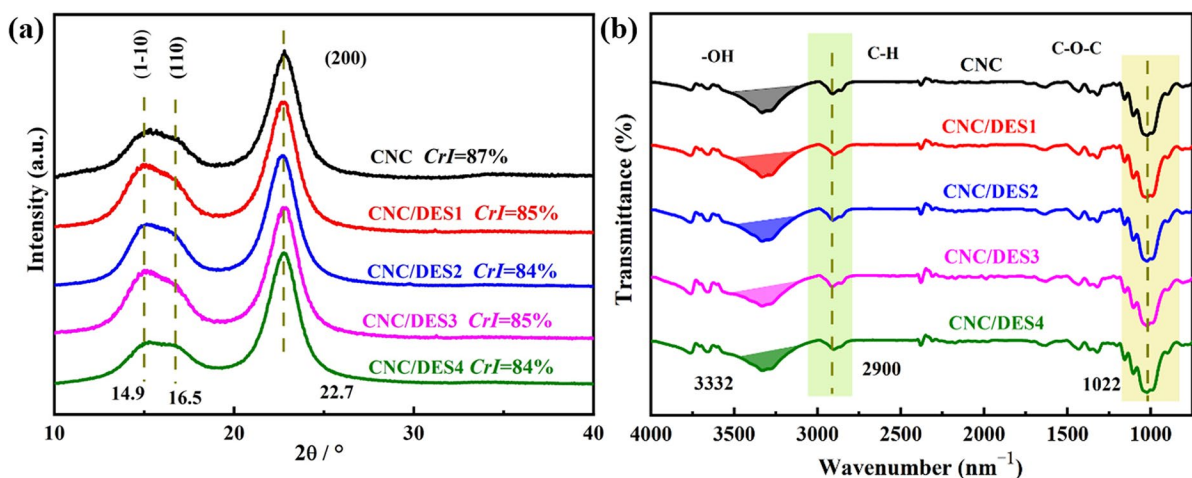 (a)
(1-10)
(110)
(200)
CNC CrI=87%
CNC/DES1 CrI=85%
CNC/DES2 CrI=84%
CNC/DES3 CrI=85%
CNC/DES4 CrI=84%
14.9
16.5
22.7
10 20 30 40
2θ / °
Intensity (a.u.)
(b)
-OH
C-H
CNC
C-O-C
CNC/DES1
CNC/DES2
CNC/DES3
CNC/DES4
3332
2900
1022
4000 3500 3000 2500 2000 1500 1000
Wavenumber (nm⁻¹)
Transmittance (%)